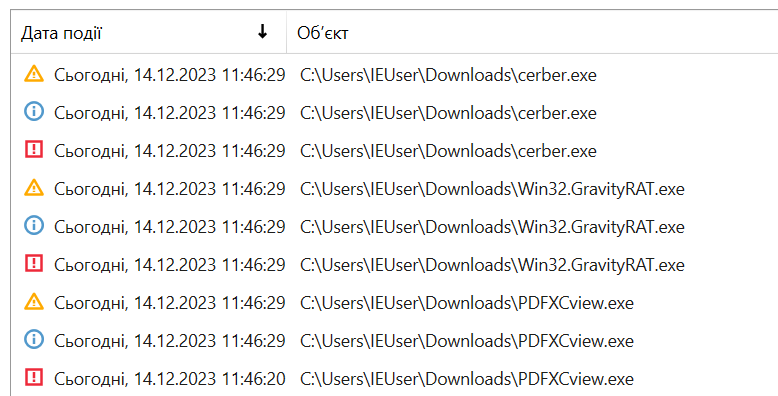 Дата події Об’єкт
Сьогодні, 14.12.2023 11:46:29 C:\Users\IEUser\Downloads\cerber.exe
Сьогодні, 14.12.2023 11:46:29 C:\Users\IEUser\Downloads\cerber.exe
Сьогодні, 14.12.2023 11:46:29 C:\Users\IEUser\Downloads\cerber.exe
Сьогодні, 14.12.2023 11:46:29 C:\Users\IEUser\Downloads\Win32.GravityRAT.exe
Сьогодні, 14.12.2023 11:46:29 C:\Users\IEUser\Downloads\Win32.GravityRAT.exe
Сьогодні, 14.12.2023 11:46:29 C:\Users\IEUser\Downloads\Win32.GravityRAT.exe
Сьогодні, 14.12.2023 11:46:29 C:\Users\IEUser\Downloads\PDFXCview.exe
Сьогодні, 14.12.2023 11:46:29 C:\Users\IEUser\Downloads\PDFXCview.exe
Сьогодні, 14.12.2023 11:46:20 C:\Users\IEUser\Downloads\PDFXCview.exe